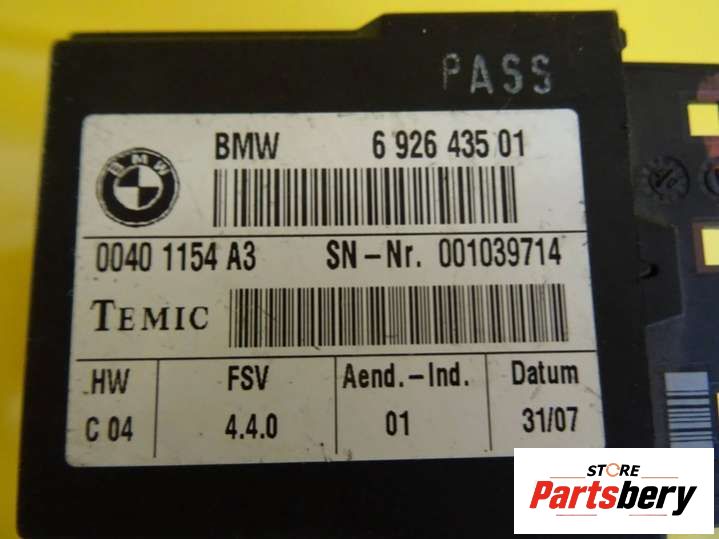 PASS
BMW
BMW 6 926 435 01
0040 1154 A3 SN-Nr. 001039714
TEMIC
HW FSV Aend.-Ind. Datum
C 04 4.4.0 01 31/07
STORE
Partsbery